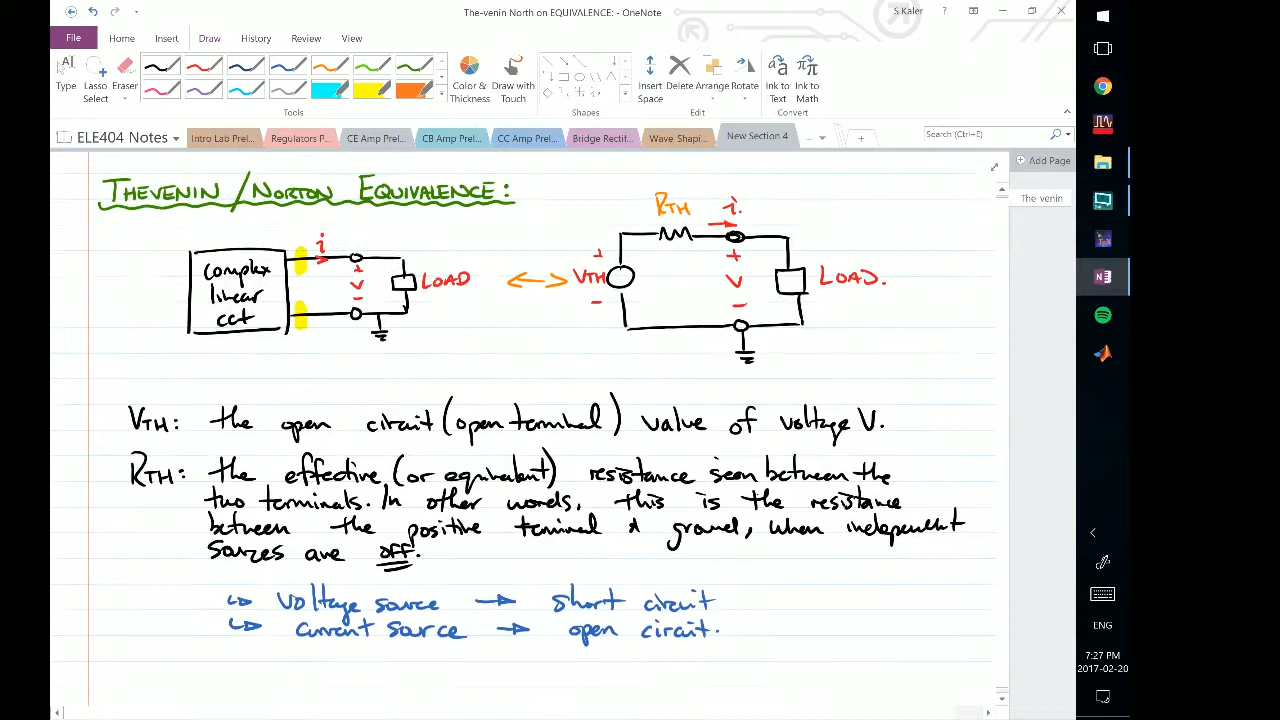 The-venin North on EQUIVALENCE: - OneNote
S Kaler
?
File
Home
Insert
Draw
History
Review
View
Type
Lasso Select
Eraser
Color & Thickness
Draw with Touch
Insert Space
Delete
Arrange
Rotate
Ink to Text
Ink to Math
Tools
Shapes
Edit
Convert
ELE404 Notes
Intro Lab Prel...
Regulators P...
CE Amp Prel...
CB Amp Prel...
CC Amp Prel...
Bridge Rectif...
Wave Shapi...
New Section 4
Search (Ctrl+E)
Add Page
The venin
THEVENIN/NORTON EQUIVALENCE:
complex
linear
cct
i
+
V
-
LOAD
RTH
i.
+
VTH
-
+
V
-
LOAD.
VTH: the open circuit (open terminal) value of voltage V.
RTH: the effective (or equivalent) resistance seen between the
two terminals. In other words, this is the resistance
between the positive terminal & ground, when independent
sources are off.
↳ voltage source → short circuit
↳ current source → open circuit.
ENG
7:27 PM
2017-02-20